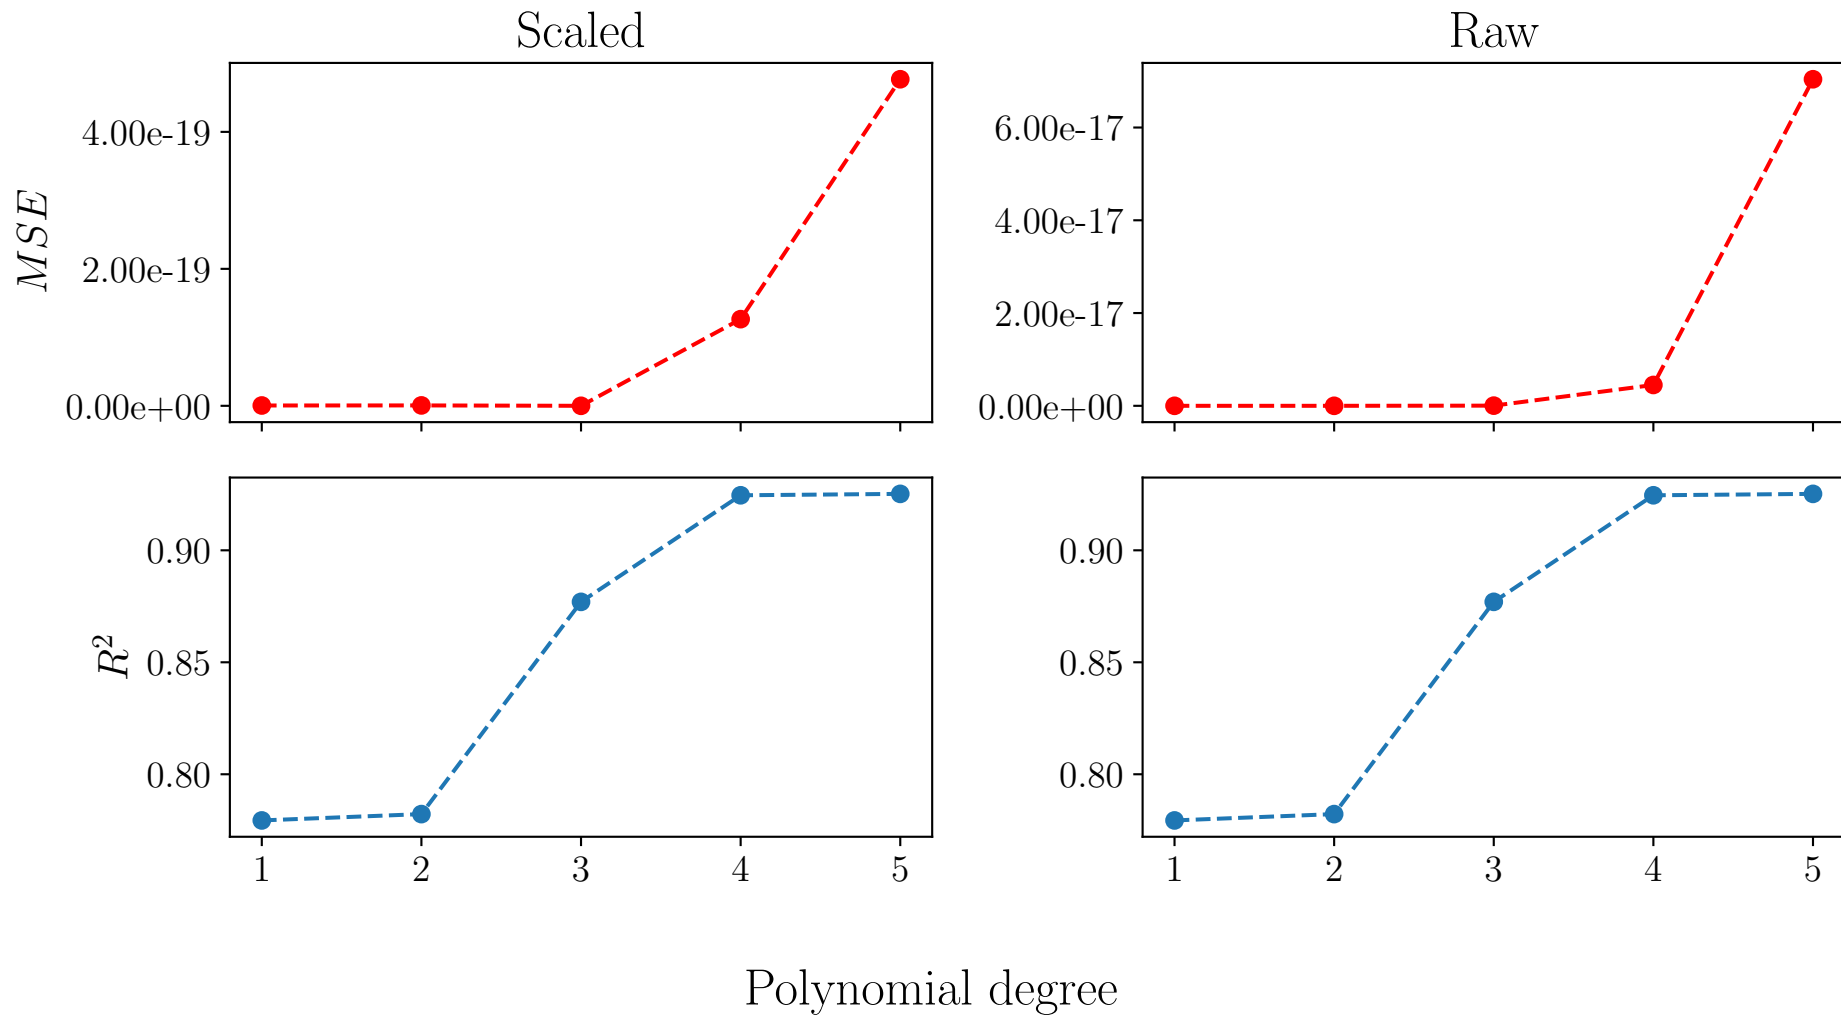 Scaled
Raw
MSE
4.00e-19
2.00e-19
0.00e+00
6.00e-17
4.00e-17
2.00e-17
0.00e+00
R²
0.90
0.85
0.80
1 2 3 4 5
0.90
0.85
0.80
1 2 3 4 5
Polynomial degree